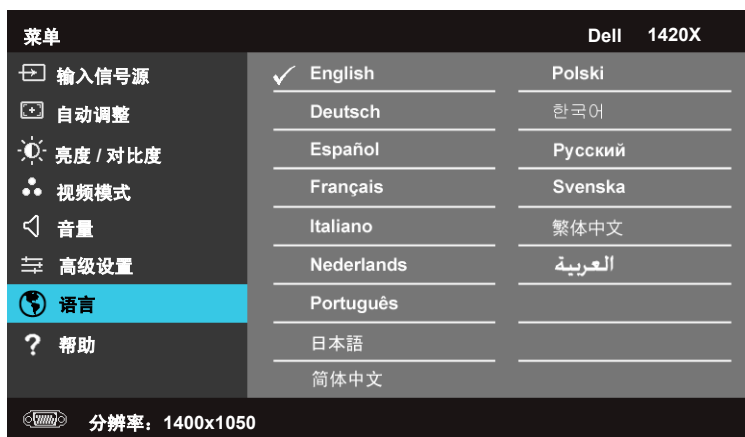 菜单 Dell 1420X
输入信号源
自动调整
亮度 / 对比度
视频模式
音量
高级设置
语言
? 帮助
English
Deutsch
Español
Français
Italiano
Nederlands
Português
日本語
简体中文
Polski
한국어
Русский
Svenska
繁体中文
العربية
分辨率：1400x1050